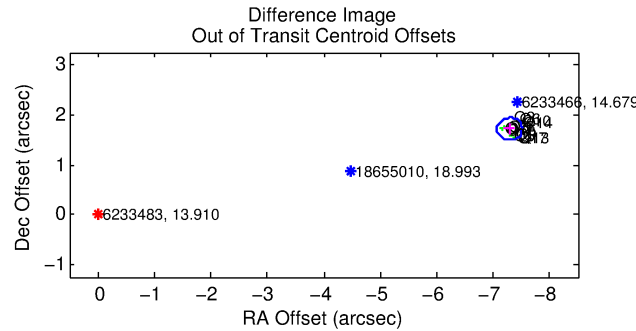 Difference Image
Out of Transit Centroid Offsets
Dec Offset (arcsec)
3
2
1
0
−1
6233466, 14.679
18655010, 18.993
6233483, 13.910
0 −1 −2 −3 −4 −5 −6 −7 −8
RA Offset (arcsec)